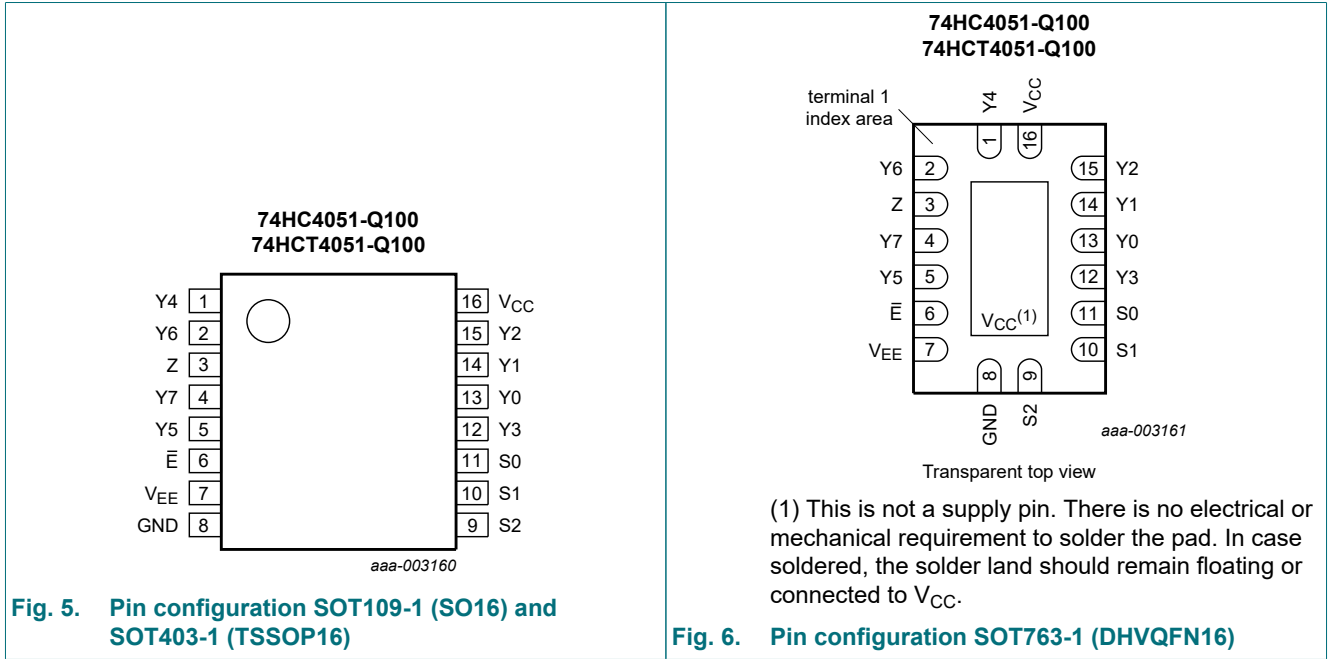 74HC4051-Q100
74HCT4051-Q100
Y4 1
Y6 2
Z 3
Y7 4
Y5 5
E̅ 6
VEE 7
GND 8
16 VCC
15 Y2
14 Y1
13 Y0
12 Y3
11 S0
10 S1
9 S2
aaa-003160
Fig. 5. Pin configuration SOT109-1 (SO16) and
SOT403-1 (TSSOP16)
74HC4051-Q100
74HCT4051-Q100
terminal 1
index area
Y4
VCC
1
16
Y6 2
Z 3
Y7 4
Y5 5
E̅ 6
VEE 7
15 Y2
14 Y1
13 Y0
12 Y3
11 S0
10 S1
VCC(1)
8
9
GND
S2
aaa-003161
Transparent top view
(1) This is not a supply pin. There is no electrical or
mechanical requirement to solder the pad. In case
soldered, the solder land should remain floating or
connected to VCC.
Fig. 6. Pin configuration SOT763-1 (DHVQFN16)